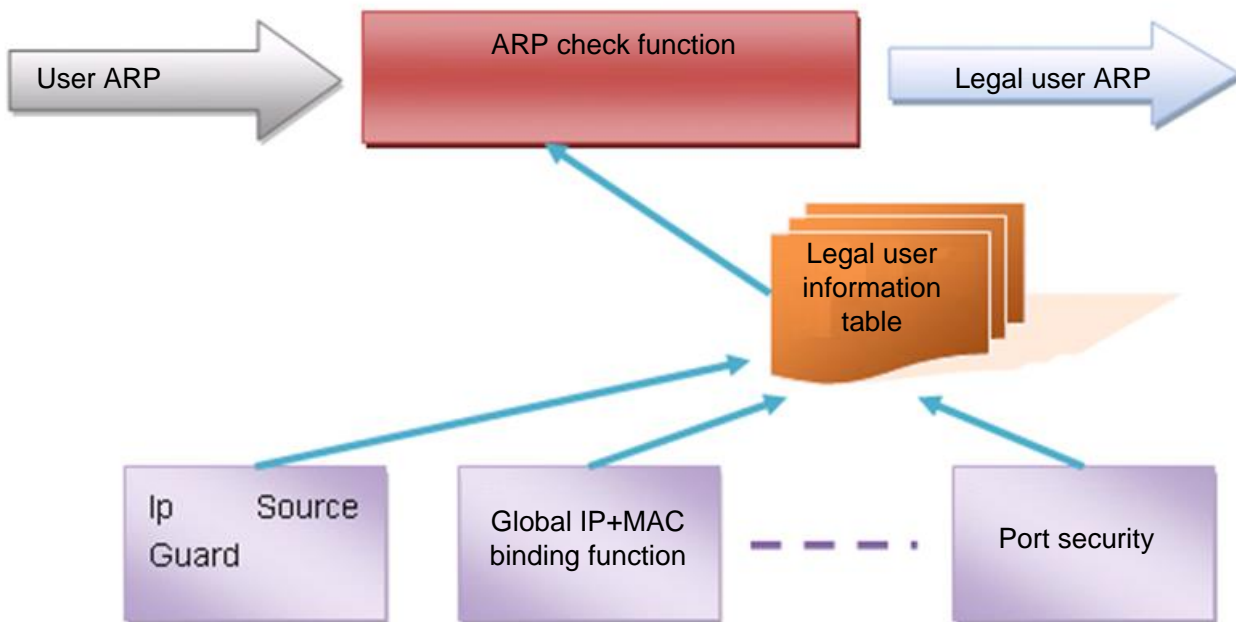 User ARP
ARP check function
Legal user ARP
Legal user
information
table
Ip Source
Guard
Global IP+MAC
binding function
Port security